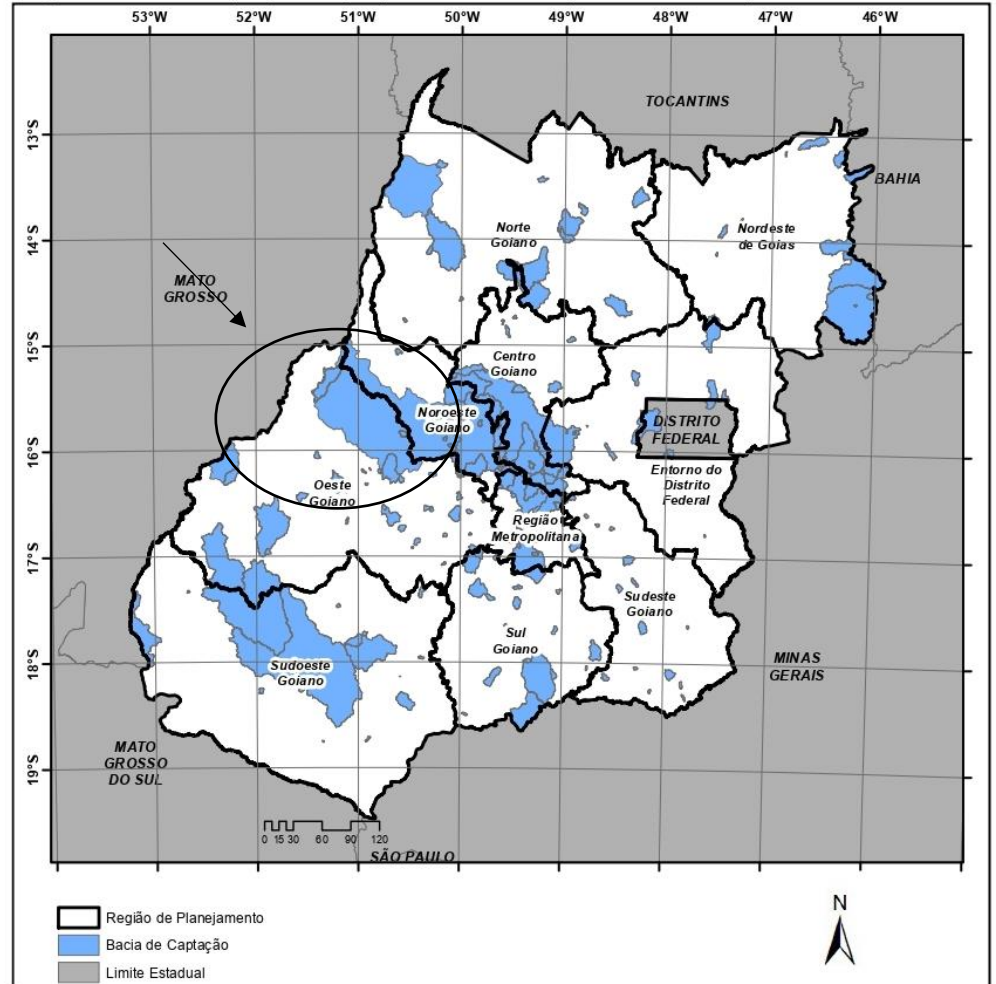 53°W 52°W 51°W 50°W 49°W 48°W 47°W 46°W
TOCANTINS
13°S
BAHIA
Norte
Goiano
Nordeste
de Goias
14°S
MATO
GROSSO
15°S
Centro
Goiano
Noroeste
Goiano
DISTRITO
FEDERAL
16°S
Entorno do
Distrito
Federal
Oeste
Goiano
Região
Metropolitana
17°S
Sudeste
Goiano
Sul
Goiano
Sudoeste
Goiano
18°S
MINAS
GERAIS
MATO
GROSSO
DO SUL
19°S
0 15 30 60 90 120
SÃO PAULO
N
Região de Planejamento
Bacia de Captação
Limite Estadual